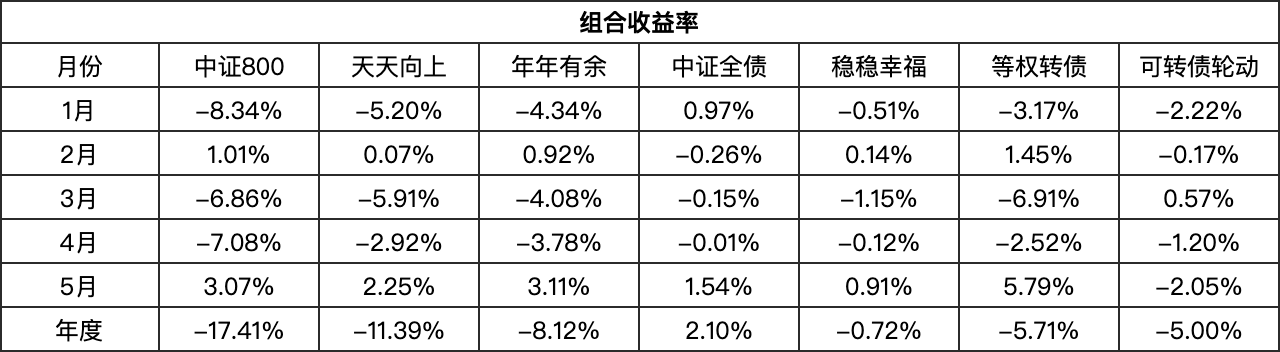 组合收益率
月份 中证800 天天向上 年年有余 中证全债 稳稳幸福 等权转债 可转债轮动
1月 –8.34% –5.20% –4.34% 0.97% –0.51% –3.17% –2.22%
2月 1.01% 0.07% 0.92% –0.26% 0.14% 1.45% –0.17%
3月 –6.86% –5.91% –4.08% –0.15% –1.15% –6.91% 0.57%
4月 –7.08% –2.92% –3.78% –0.01% –0.12% –2.52% –1.20%
5月 3.07% 2.25% 3.11% 1.54% 0.91% 5.79% –2.05%
年度 –17.41% –11.39% –8.12% 2.10% –0.72% –5.71% –5.00%